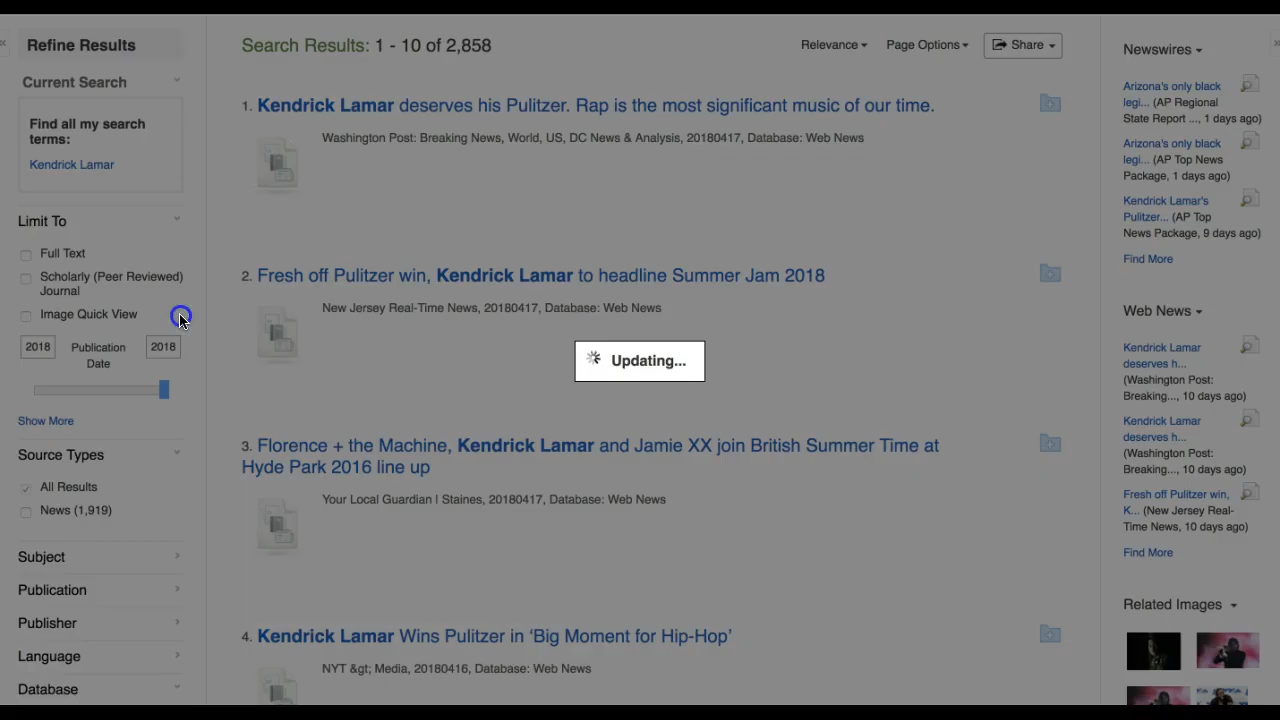 Refine Results
Current Search
Find all my search
terms:
Kendrick Lamar
Limit To
Full Text
Scholarly (Peer Reviewed)
Journal
Image Quick View
2018 Publication 2018
Date
Show More
Source Types
All Results
News (1,919)
Subject
Publication
Publisher
Language
Database
Search Results: 1 - 10 of 2,858
Relevance Page Options Share
1. Kendrick Lamar deserves his Pulitzer. Rap is the most significant music of our time.
Washington Post: Breaking News, World, US, DC News & Analysis, 20180417, Database: Web News
2. Fresh off Pulitzer win, Kendrick Lamar to headline Summer Jam 2018
New Jersey Real-Time News, 20180417, Database: Web News
Updating...
3. Florence + the Machine, Kendrick Lamar and Jamie XX join British Summer Time at
Hyde Park 2016 line up
Your Local Guardian | Staines, 20180417, Database: Web News
4. Kendrick Lamar Wins Pulitzer in ‘Big Moment for Hip-Hop’
NYT &gt; Media, 20180416, Database: Web News
Newswires
Arizona's only black
legi... (AP Regional
State Report ..., 1 days ago)
Arizona's only black
legi... (AP Top News
Package, 1 days ago)
Kendrick Lamar's
Pulitzer... (AP Top
News Package, 9 days ago)
Find More
Web News
Kendrick Lamar
deserves h...
(Washington Post:
Breaking..., 10 days ago)
Kendrick Lamar
deserves h...
(Washington Post:
Breaking..., 10 days ago)
Fresh off Pulitzer win,
K... (New Jersey Real-
Time News, 10 days ago)
Find More
Related Images